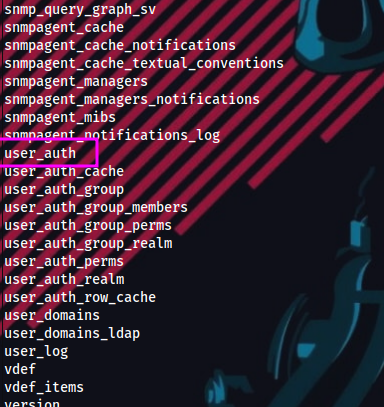 snmp_query_graph_sv
snmpagent_cache
snmpagent_cache_notifications
snmpagent_cache_textual_conventions
snmpagent_managers
snmpagent_managers_notifications
snmpagent_mibs
snmpagent_notifications_log
user_auth
user_auth_cache
user_auth_group
user_auth_group_members
user_auth_group_perms
user_auth_group_realm
user_auth_perms
user_auth_realm
user_auth_row_cache
user_domains
user_domains_ldap
user_log
vdef
vdef_items
version